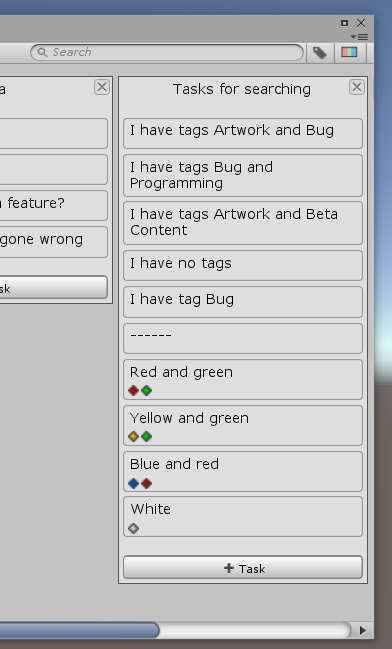 Search
a
Tasks for searching
feature?
gone wrong
sk
I have tags Artwork and Bug
I have tags Bug and
Programming
I have tags Artwork and Beta
Content
I have no tags
I have tag Bug
------
Red and green
Yellow and green
Blue and red
White
+ Task